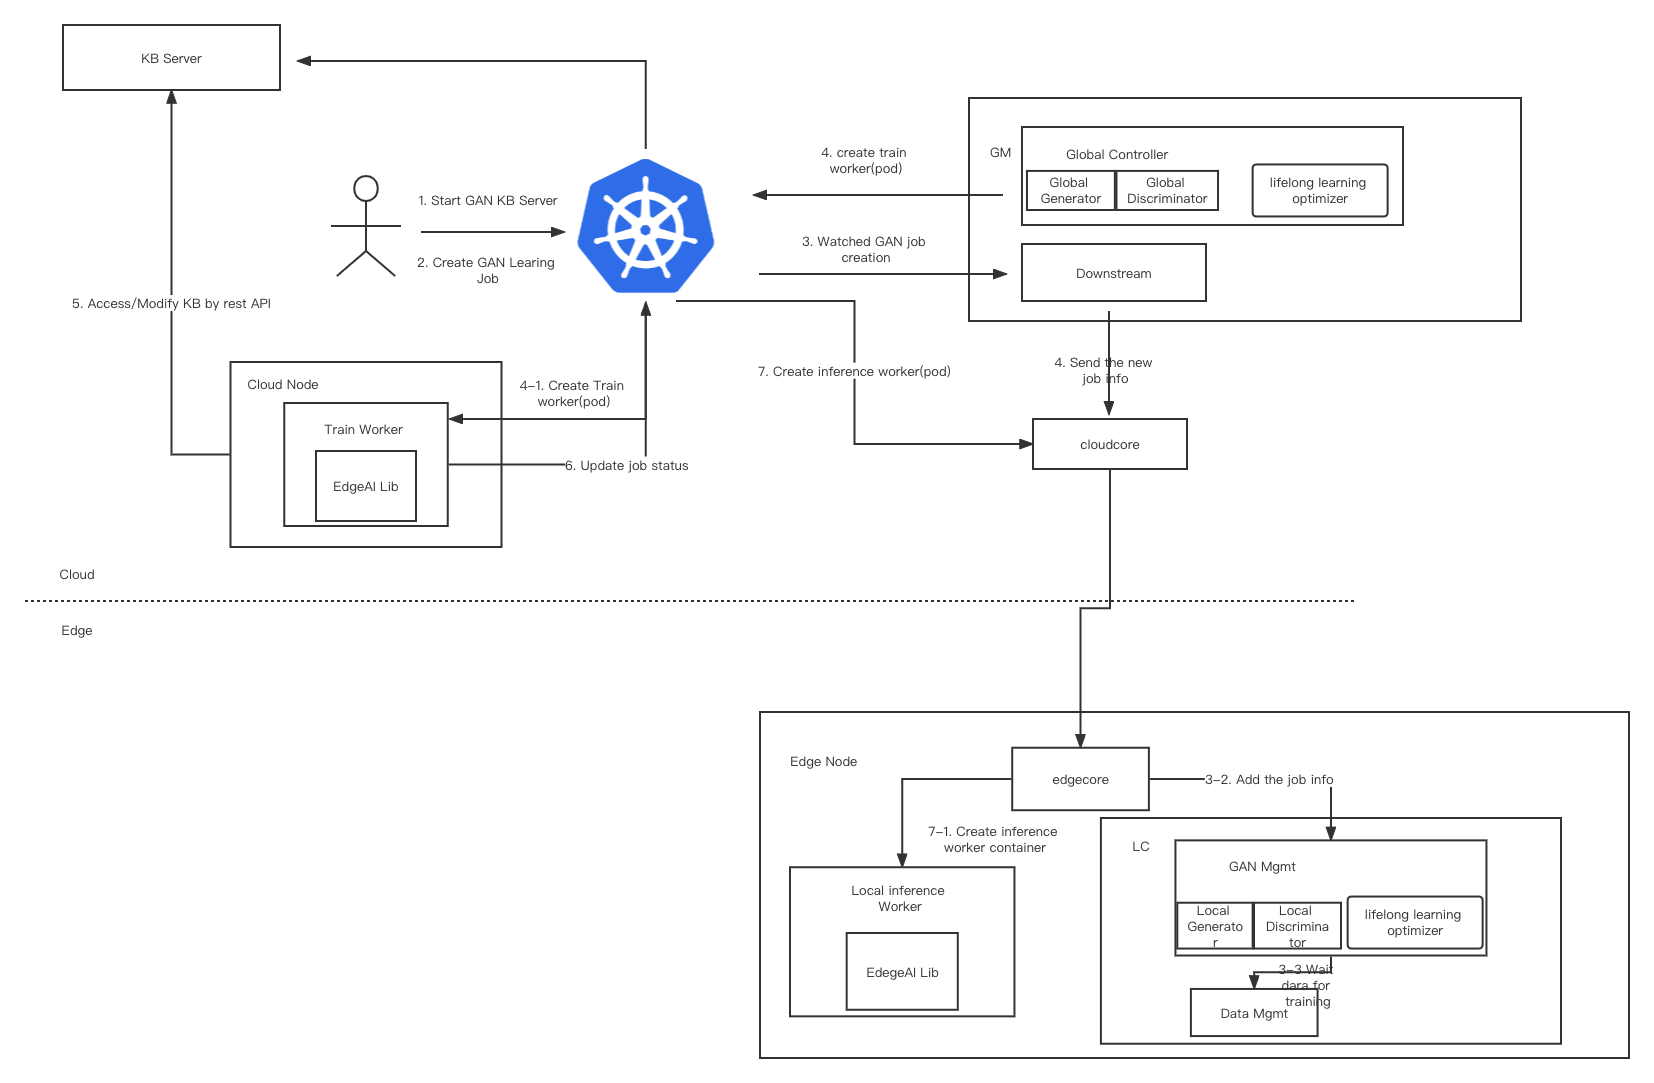 KB Server
GM
Global Controller
Global
Generator
Global
Discriminator
lifelong learning
optimizer
4. create train
worker(pod)
1. Start GAN KB Server
2. Create GAN Learing
Job
3. Watched GAN job
creation
Downstream
5. Access/Modify KB by rest API
7. Create inference worker(pod)
4. Send the new
job info
Cloud Node
4-1. Create Train
worker(pod)
Train Worker
EdgeAI Lib
6. Update job status
cloudcore
Cloud
Edge
Edge Node
edgecore
3-2. Add the job info
7-1. Create inference
worker container
LC
GAN Mgmt
Local
Generato
r
Local
Discrimina
tor
lifelong learning
optimizer
Local inference
Worker
EdegeAI Lib
3-3 Wait
dara for
training
Data Mgmt